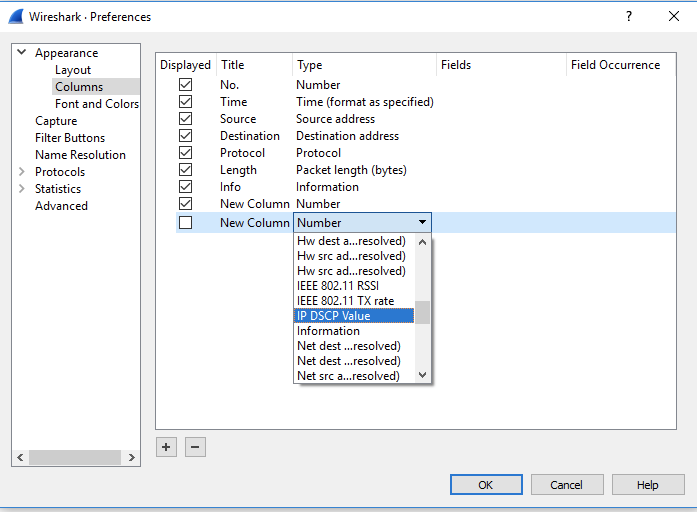 Wireshark · Preferences
?
Appearance
Layout
Columns
Font and Colors
Capture
Filter Buttons
Name Resolution
Protocols
Statistics
Advanced
Displayed Title Type Fields Field Occurrence
No. Number
Time Time (format as specified)
Source Source address
Destination Destination address
Protocol Protocol
Length Packet length (bytes)
Info Information
New Column Number
New Column Number
Hw dest a...resolved)
Hw src ad...resolved)
Hw src ad...resolved)
IEEE 802.11 RSSI
IEEE 802.11 TX rate
IP DSCP Value
Information
Net dest ...resolved)
Net dest ...resolved)
Net src a...resolved)
+ −
OK Cancel Help